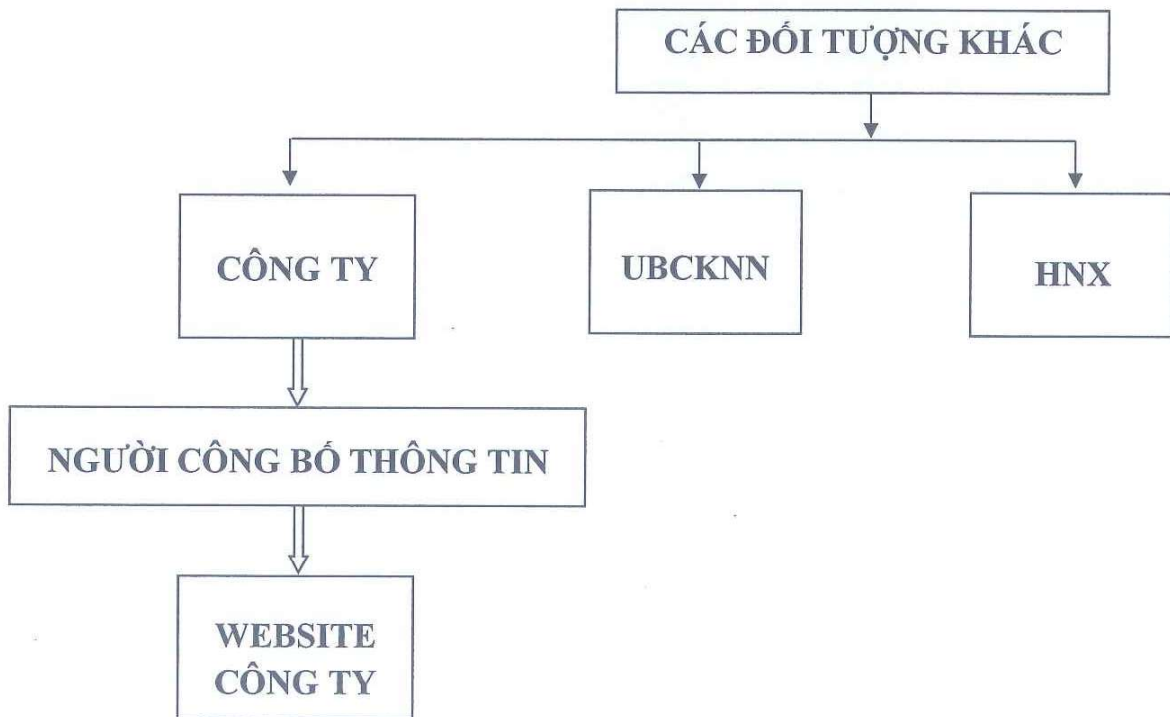 CÁC ĐỐI TƯỢNG KHÁC
CÔNG TY
UBCKNN
HNX
NGƯỜI CÔNG BỐ THÔNG TIN
WEBSITE
CÔNG TY